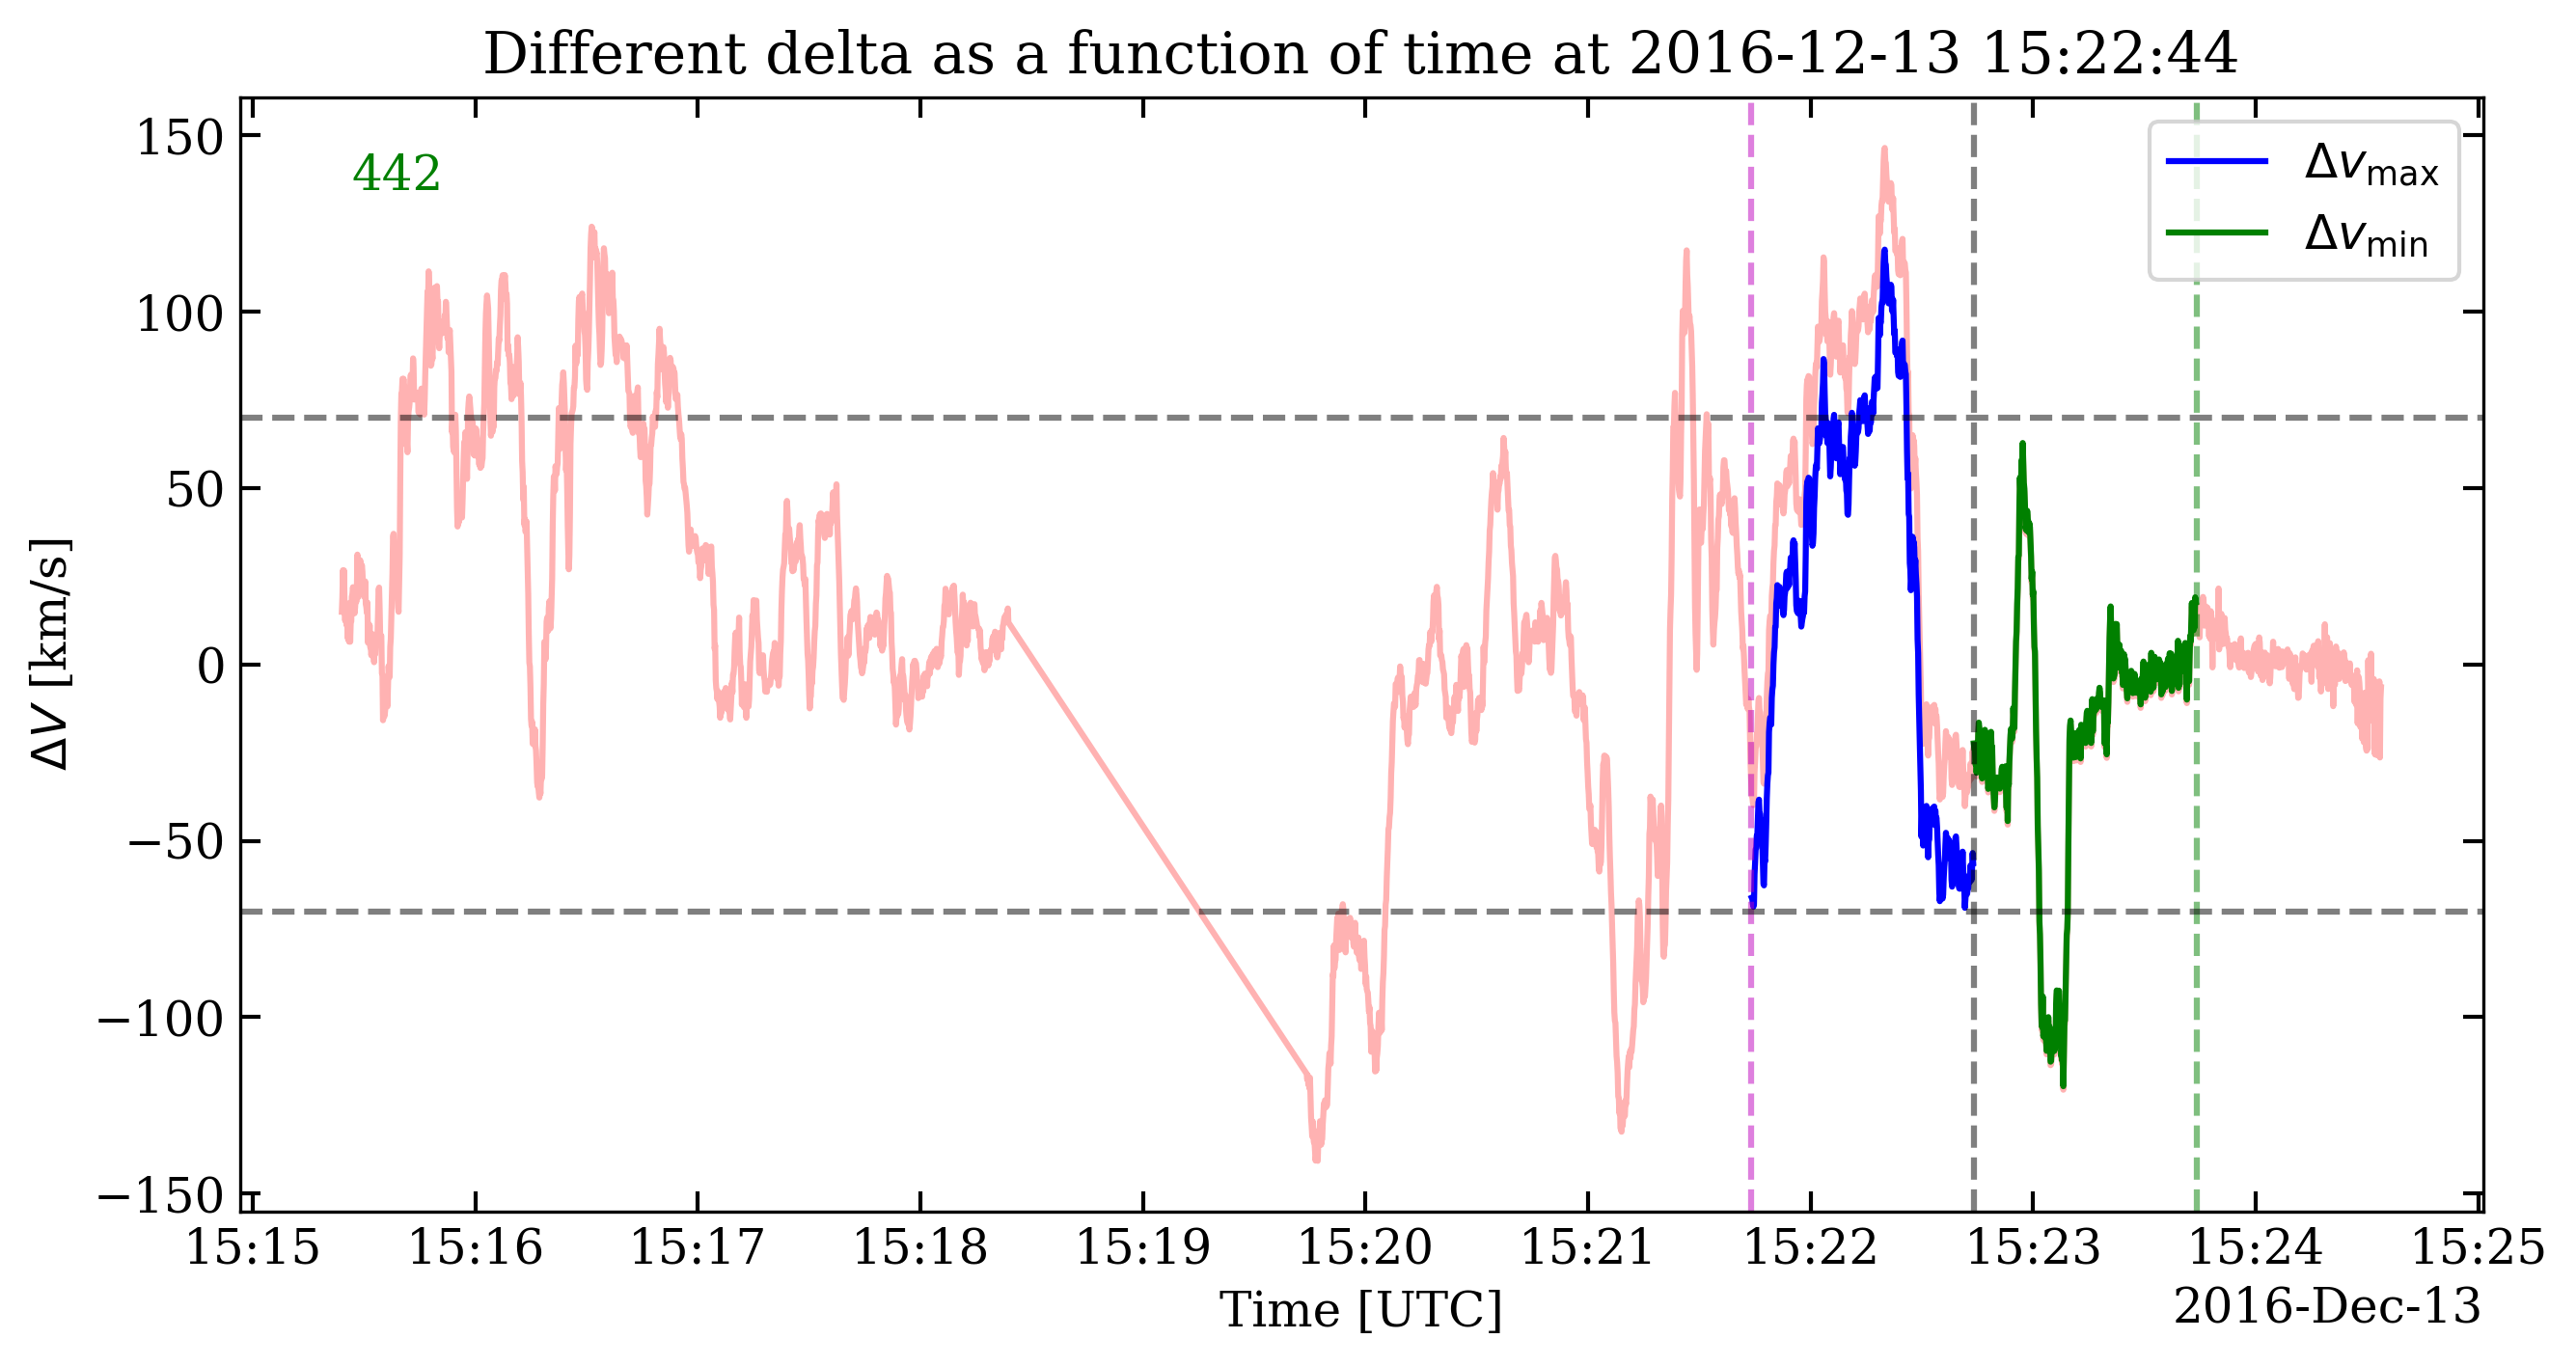 Different delta as a function of time at 2016-12-13 15:22:44
442
Δv_max
Δv_min
150
100
50
0
−50
−100
−150
ΔV [km/s]
15:15 15:16 15:17 15:18 15:19 15:20 15:21 15:22 15:23 15:24 15:25
2016-Dec-13
Time [UTC]